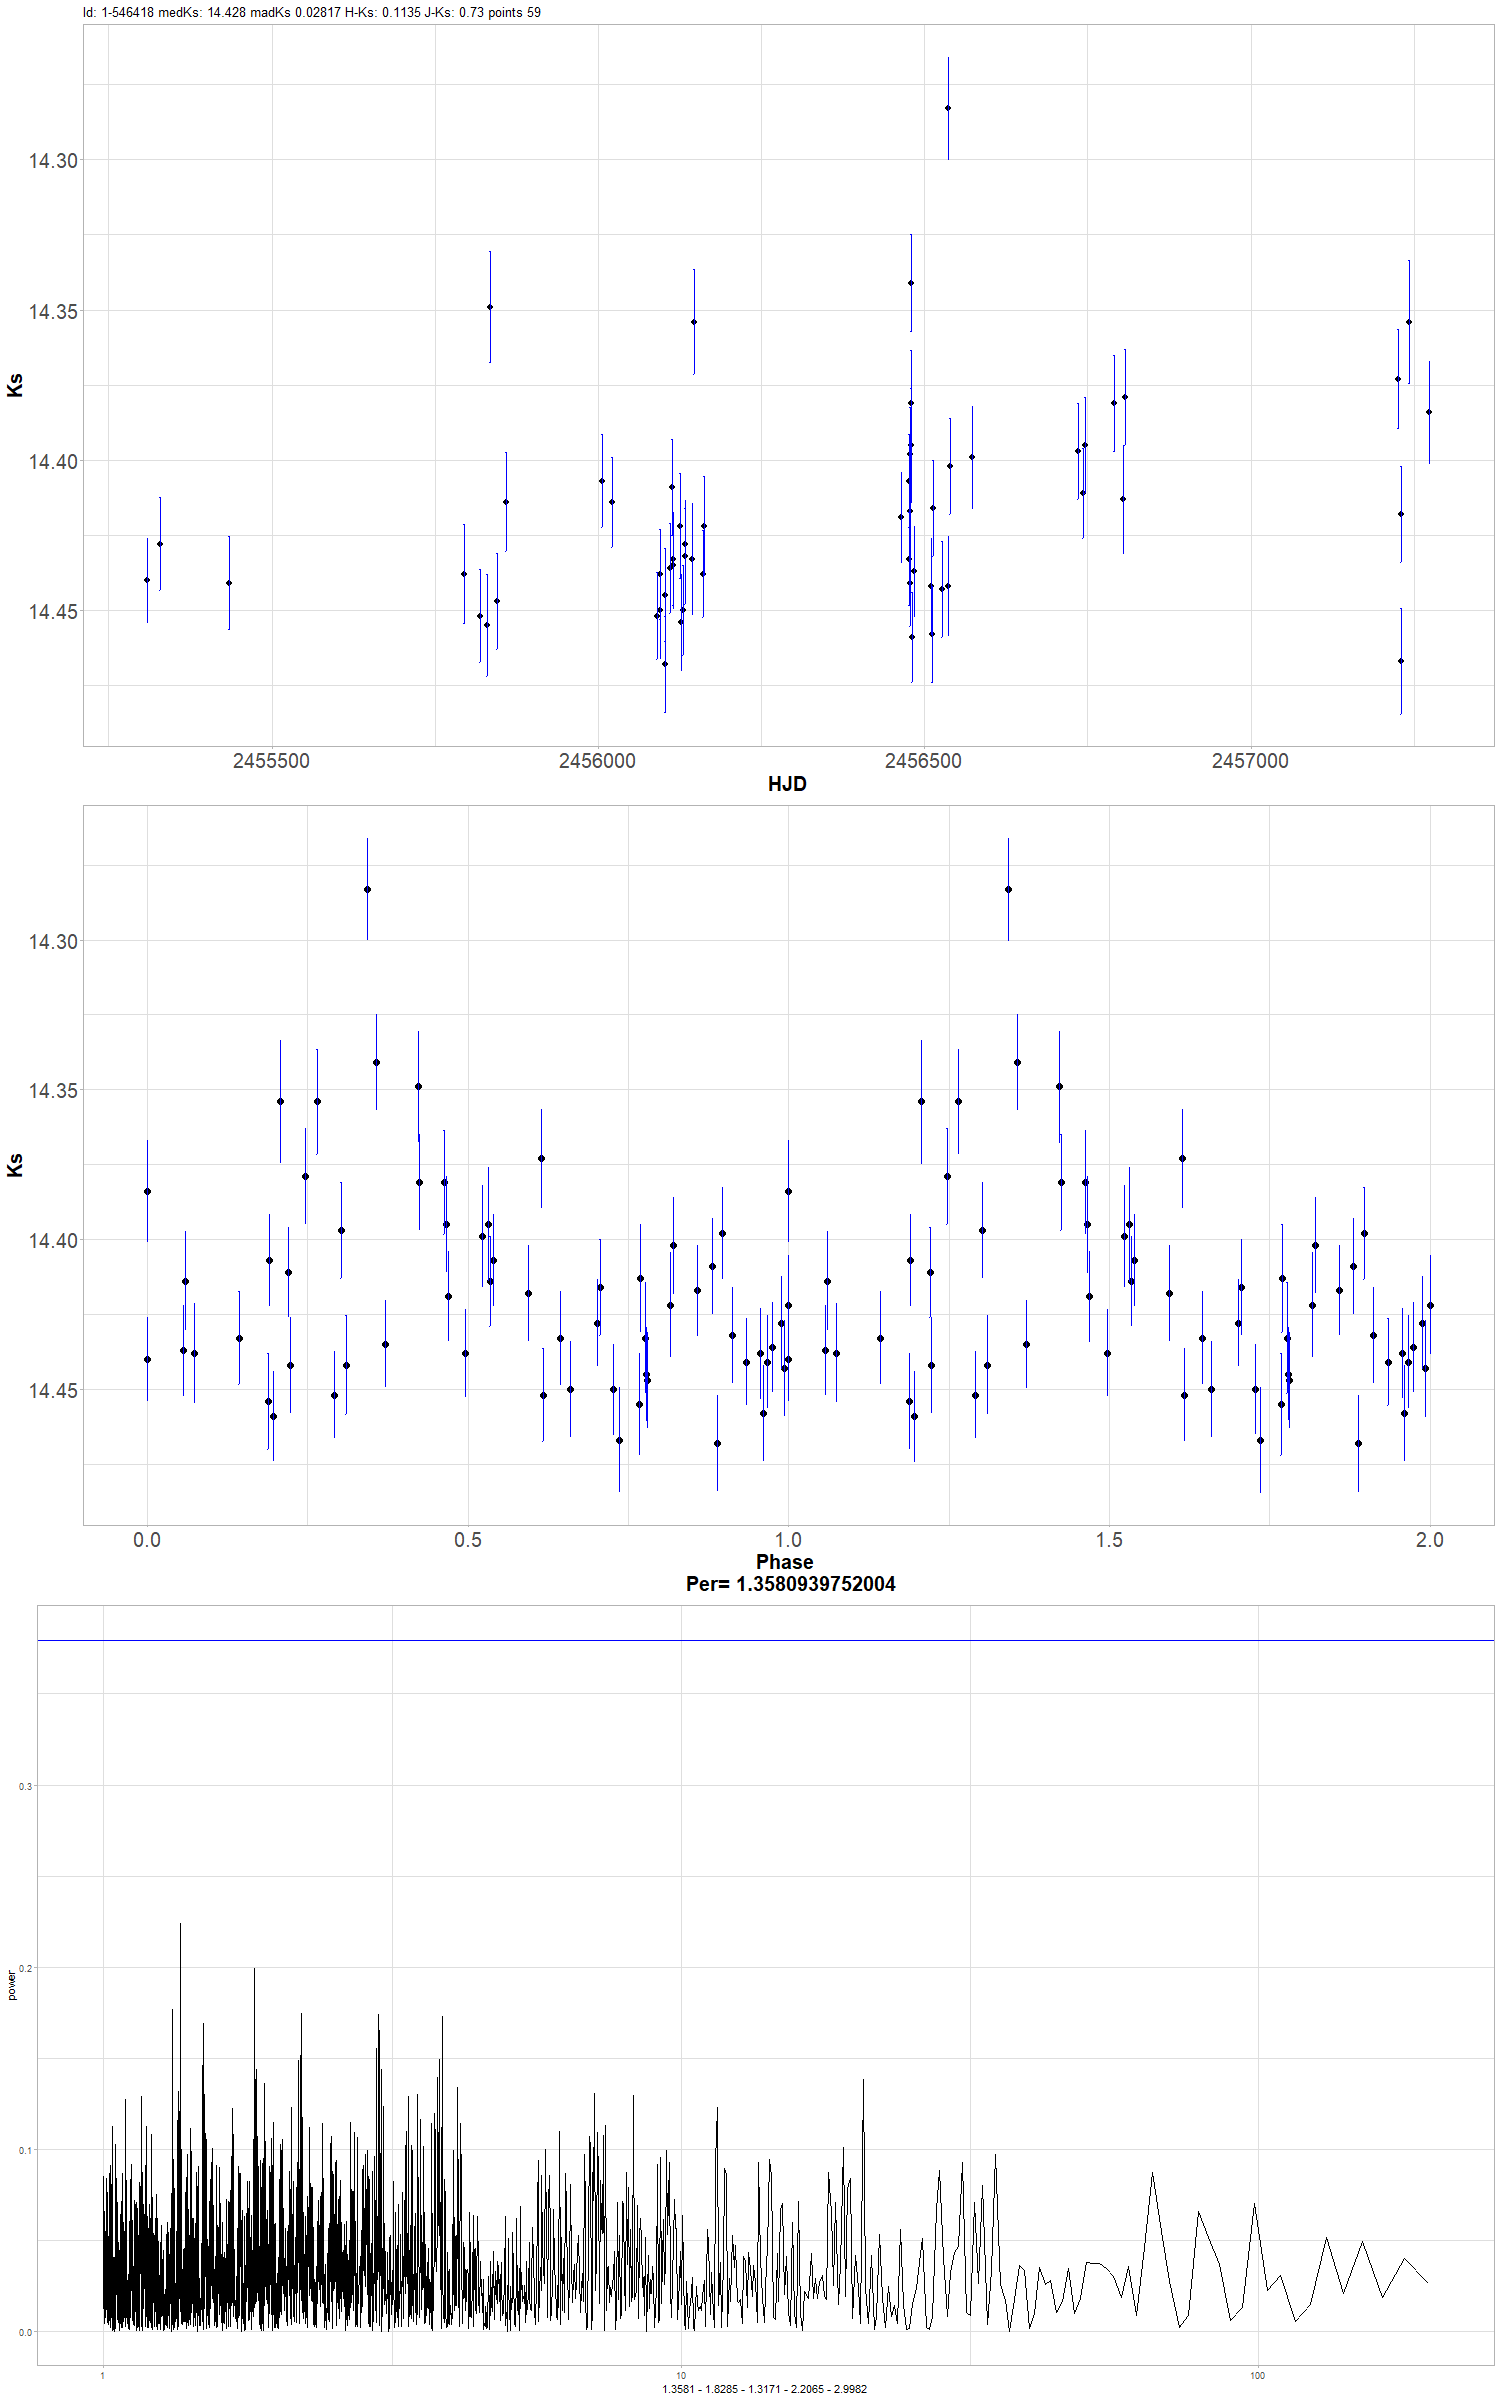 Id: 1-546418 medKs: 14.428 madKs 0.02817 H-Ks: 0.1135 J-Ks: 0.73 points 59
14.30
14.35
14.40
14.45
Ks
2455500 2456000 2456500 2457000
HJD
14.30
14.35
14.40
14.45
Ks
0.0 0.5 1.0 1.5 2.0
Phase
Per= 1.3580939752004
0.3
0.2
0.1
0.0
power
1 10 100
1.3581 - 1.8285 - 1.3171 - 2.2065 - 2.9982